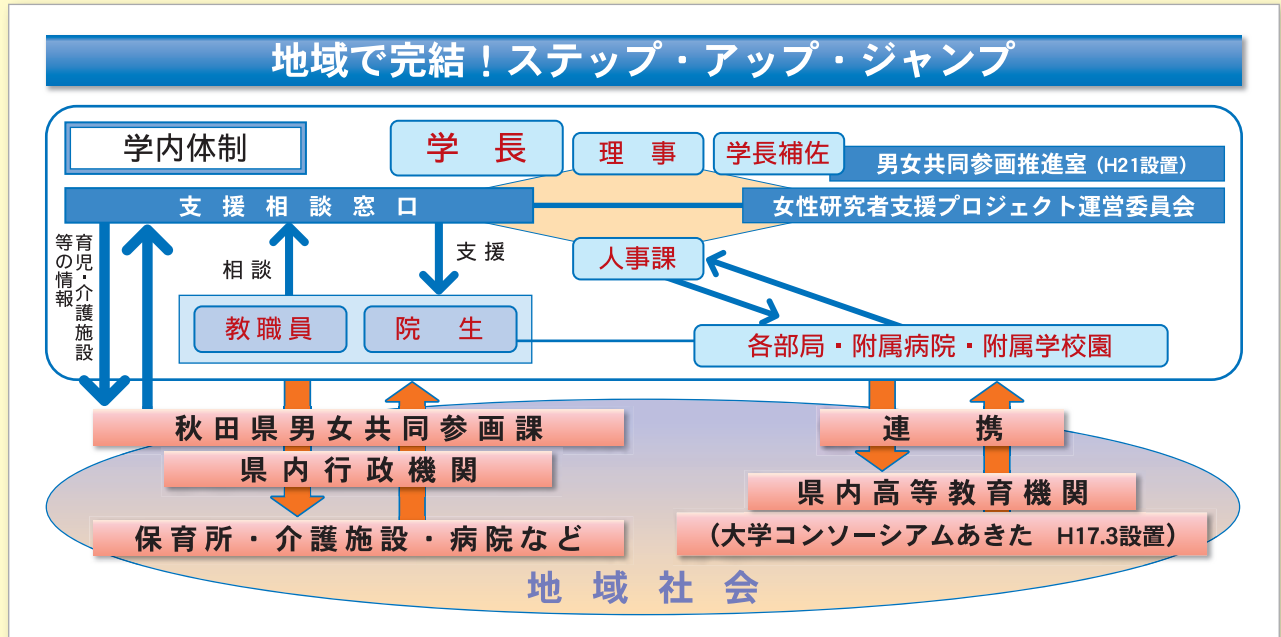 地域で完結！ステップ・アップ・ジャンプ
学内体制
学長
理事
学長補佐
男女共同参画推進室（H21設置）
支援相談窓口
女性研究者支援プロジェクト運営委員会
育児・介護施設
等の情報
相談
支援
人事課
教職員
院生
各部局・附属病院・附属学校園
秋田県男女共同参画課
連携
県内行政機関
県内高等教育機関
保育所・介護施設・病院など
（大学コンソーシアムあきた H17.3設置）
地域社会